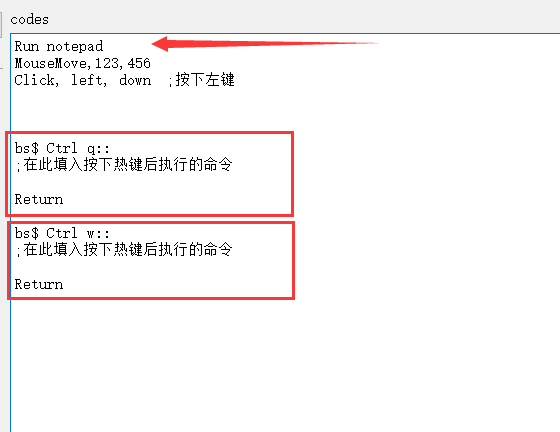 codes
Run notepad
MouseMove,123,456
Click, left, down  ;按下左键
bs$ Ctrl q::
;在此填入按下热键后执行的命令
Return
bs$ Ctrl w::
;在此填入按下热键后执行的命令
Return